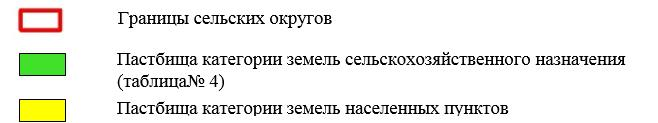 Границы сельских округов
Пастбища категории земель сельскохозяйственного назначения
(таблица№ 4)
Пастбища категории земель населенных пунктов